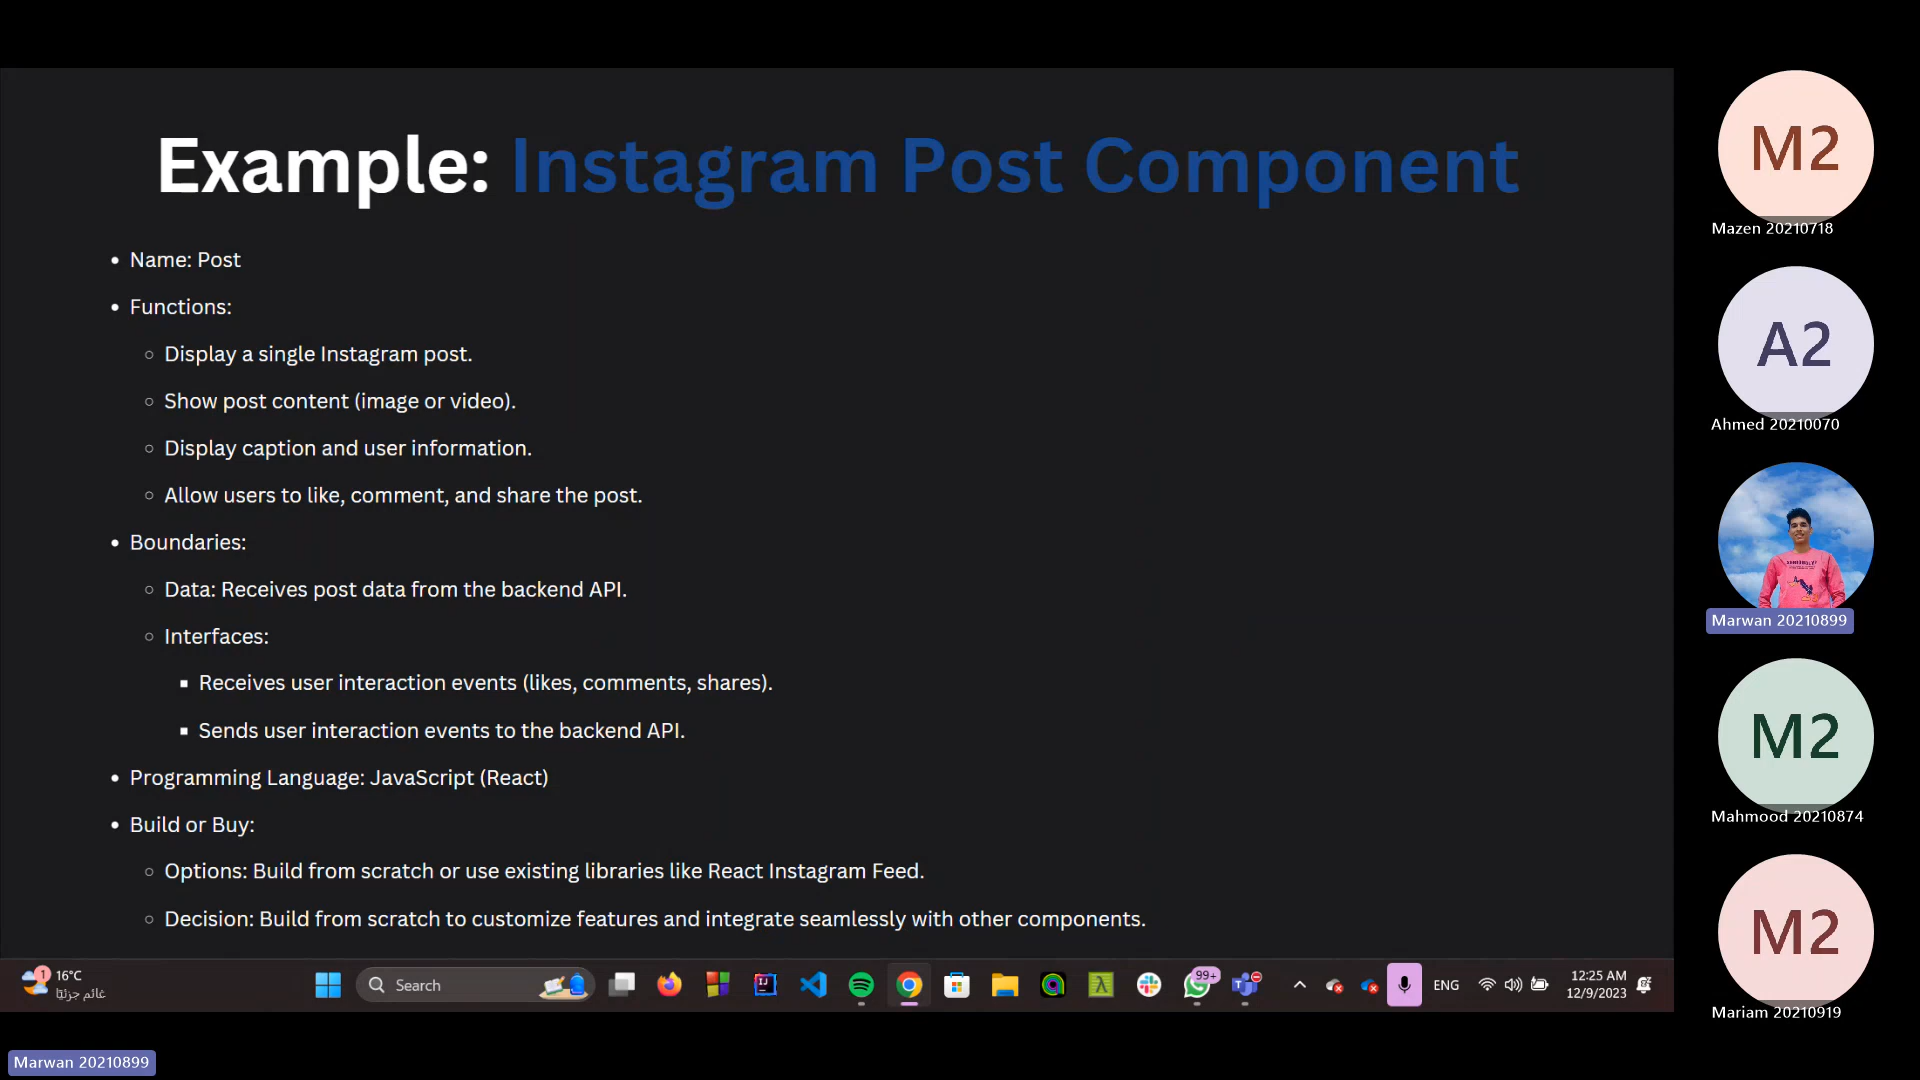 Example: Instagram Post Component
Name: Post
Functions:
Display a single Instagram post.
Show post content (image or video).
Display caption and user information.
Allow users to like, comment, and share the post.
Boundaries:
Data: Receives post data from the backend API.
Interfaces:
Receives user interaction events (likes, comments, shares).
Sends user interaction events to the backend API.
Programming Language: JavaScript (React)
Build or Buy:
Options: Build from scratch or use existing libraries like React Instagram Feed.
Decision: Build from scratch to customize features and integrate seamlessly with other components.
1
16°C
غائم جزئيًا
Search
99+
ENG
12:25 AM
12/9/2023
M2
Mazen 20210718
A2
Ahmed 20210070
Marwan 20210899
M2
Mahmood 20210874
M2
Mariam 20210919
Marwan 20210899